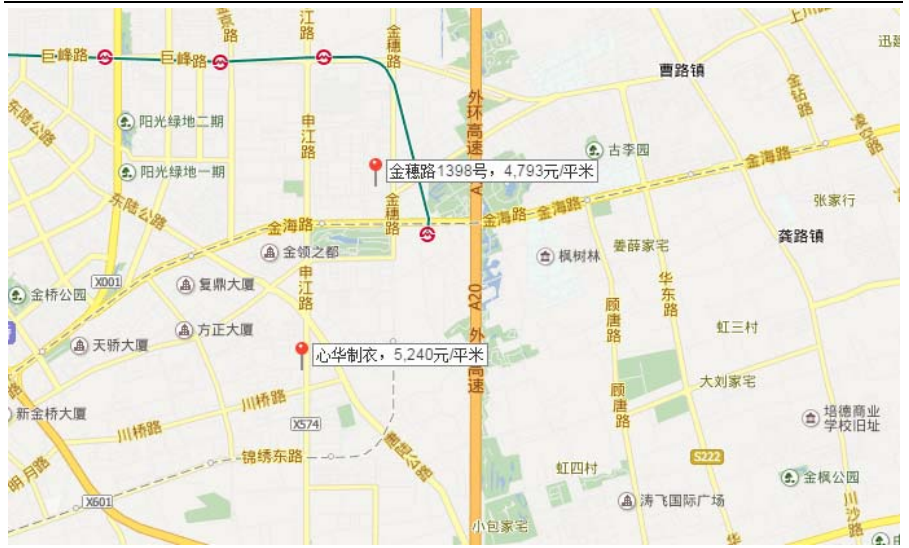 江路
金穗路
上川路
迅建
巨峰路
巨峰路
曹路镇
金钻路
凌空路
东陆公路
阳光绿地二期
申江路
外环高速
古李园
金海路
阳光绿地一期
金穗路1398号，4,793元/平米
东陆公路
金穗路
金海路
金海路
金海路
张家行
龚路镇
金领之都
枫树林
姜薛家宅
X001
复鼎大厦
申江路
A20
华东路
金桥公园
顾唐路
方正大厦
外
虹三村
天骄大厦
心华制衣，5,240元/平米
高速
大刘家宅
川桥路
顾唐路
新金桥大厦
X574
培德商业
学校旧址
川桥路
唐陆公路
锦绣东路
S222
虹四村
明月路
金枫公园
X601
涛飞国际广场
川沙路
小包家宅
华